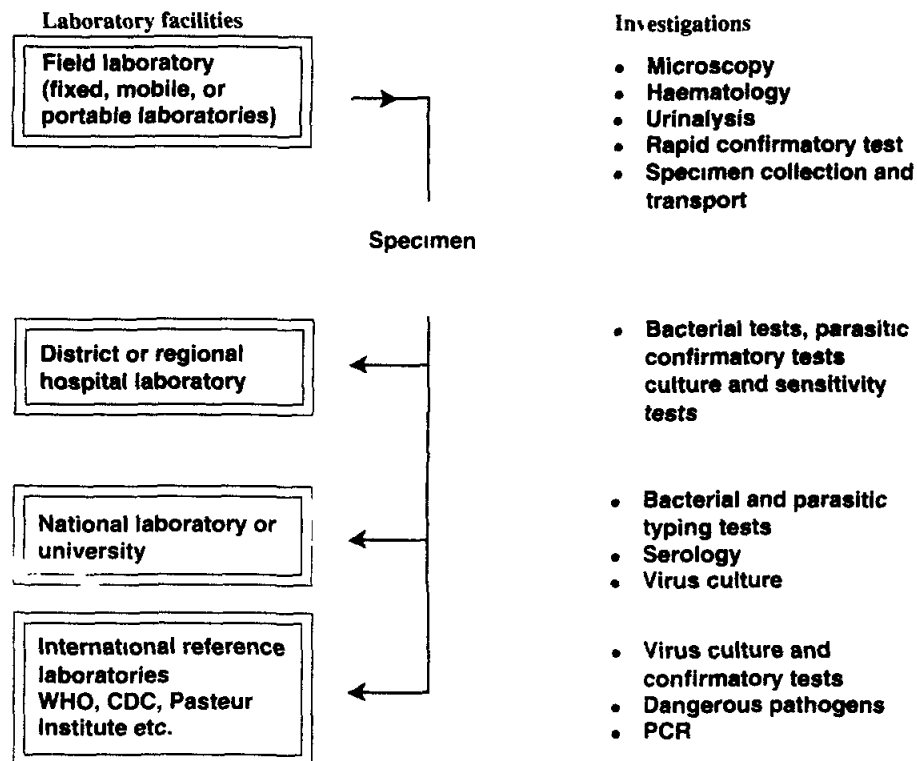 Laboratory facilities
Investigations
Field laboratory
(fixed, mobile, or
portable laboratories)
• Microscopy
• Haematology
• Urinalysis
• Rapid confirmatory test
• Specimen collection and
transport
Specimen
District or regional
hospital laboratory
• Bacterial tests, parasitic
confirmatory tests
culture and sensitivity
tests
National laboratory or
university
• Bacterial and parasitic
typing tests
• Serology
• Virus culture
International reference
laboratories
WHO, CDC, Pasteur
Institute etc.
• Virus culture and
confirmatory tests
• Dangerous pathogens
• PCR